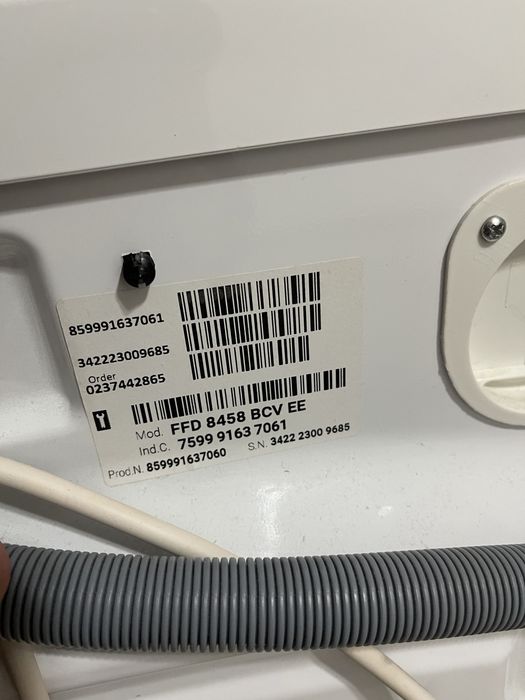 859991637061
342223009685
Order
0237442865
Mod. FFD 8458 BCV EE
Ind.C. 7599 9163 7061
Prod.N. 859991637060 S.N. 3422 2300 9685